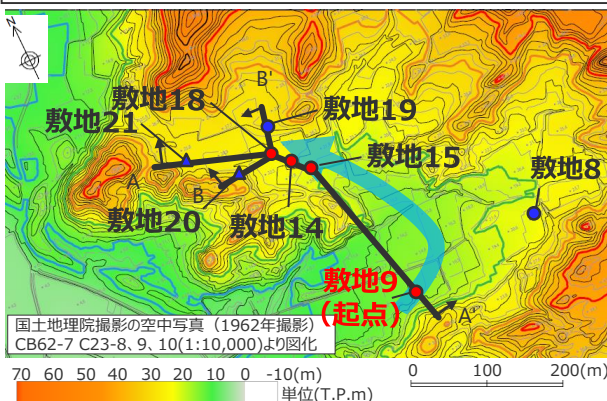 N
B'
敷地18
敷地19
敷地21
敷地15
敷地8
A
B
敷地20
敷地14
敷地9
(起点)
A'
国土地理院撮影の空中写真（1962年撮影）
CB62-7 C23-8、9、10(1:10,000)より図化
70 60 50 40 30 20 10 0 -10(m)
単位(T.P.m)
0 100 200(m)